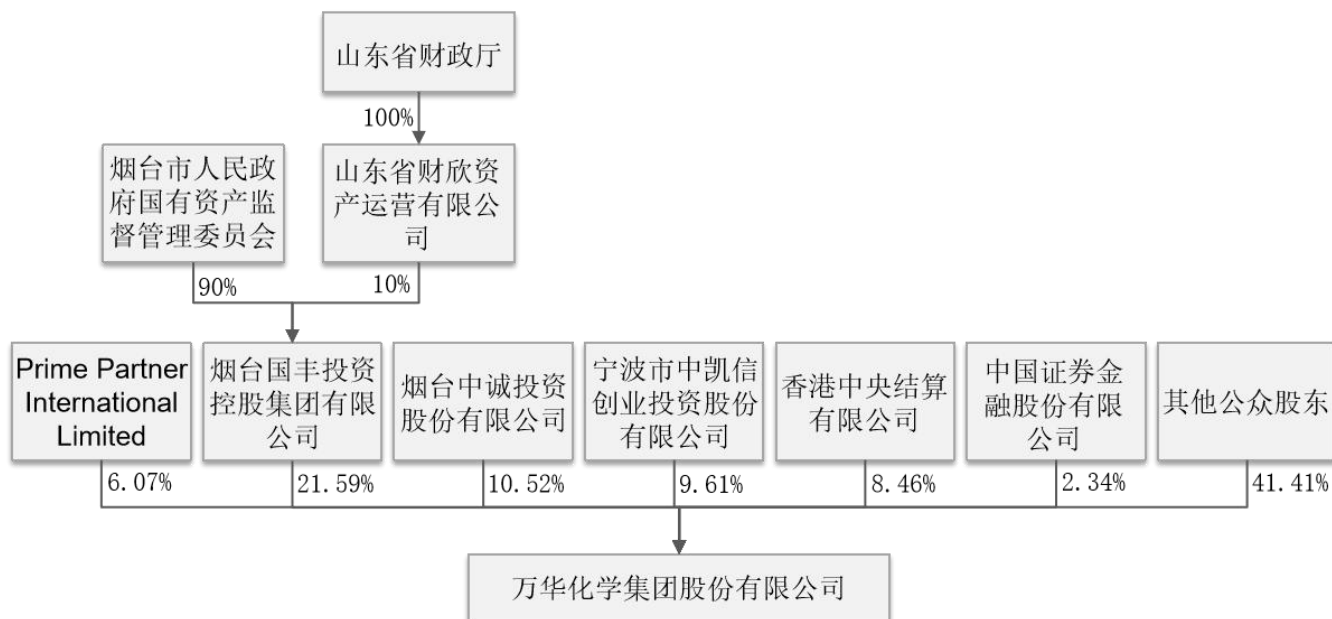 山东省财政厅
100%
烟台市人民政
府国有资产监
督管理委员会
山东省财欣资
产运营有限公
司
90%
10%
Prime Partner
International
Limited
烟台国丰投资
控股集团有限
公司
烟台中诚投资
股份有限公司
宁波市中凯信
创业投资股份
有限公司
香港中央结算
有限公司
中国证券金
融股份有限
公司
其他公众股东
6.07%
21.59%
10.52%
9.61%
8.46%
2.34%
41.41%
万华化学集团股份有限公司